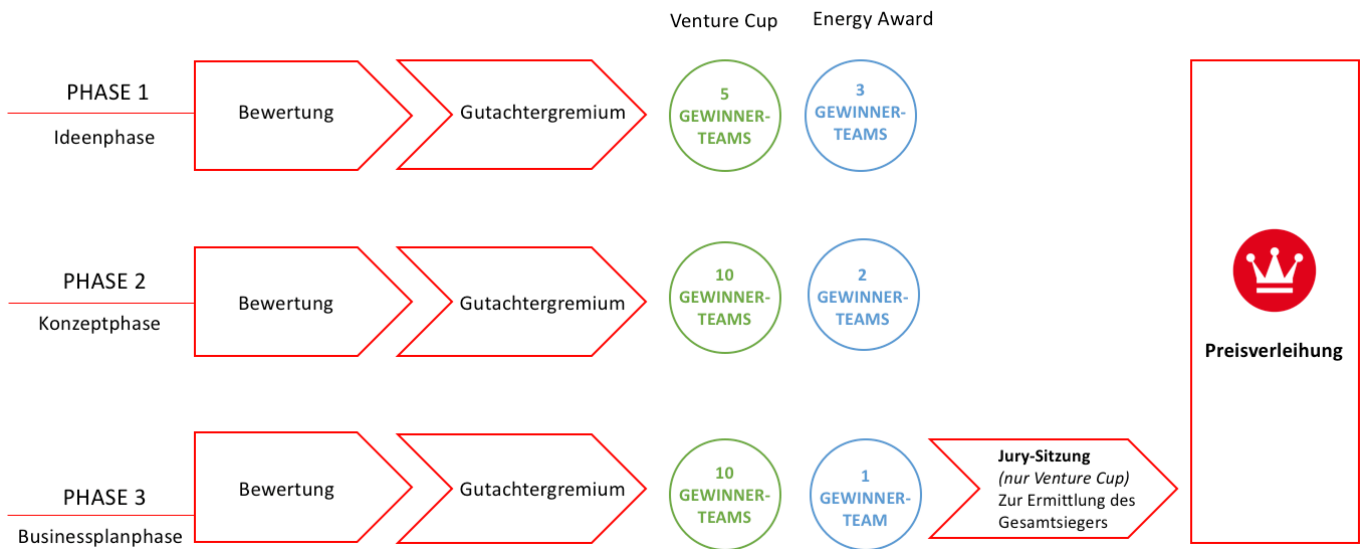 Venture Cup
Energy Award
PHASE 1
Ideenphase
Bewertung
Gutachtergremium
5
GEWINNER-
TEAMS
3
GEWINNER-
TEAMS
PHASE 2
Konzeptphase
Bewertung
Gutachtergremium
10
GEWINNER-
TEAMS
2
GEWINNER-
TEAMS
PHASE 3
Businessplanphase
Bewertung
Gutachtergremium
10
GEWINNER-
TEAMS
1
GEWINNER-
TEAM
Jury-Sitzung
(nur Venture Cup)
Zur Ermittlung des
Gesamtsiegers
Preisverleihung